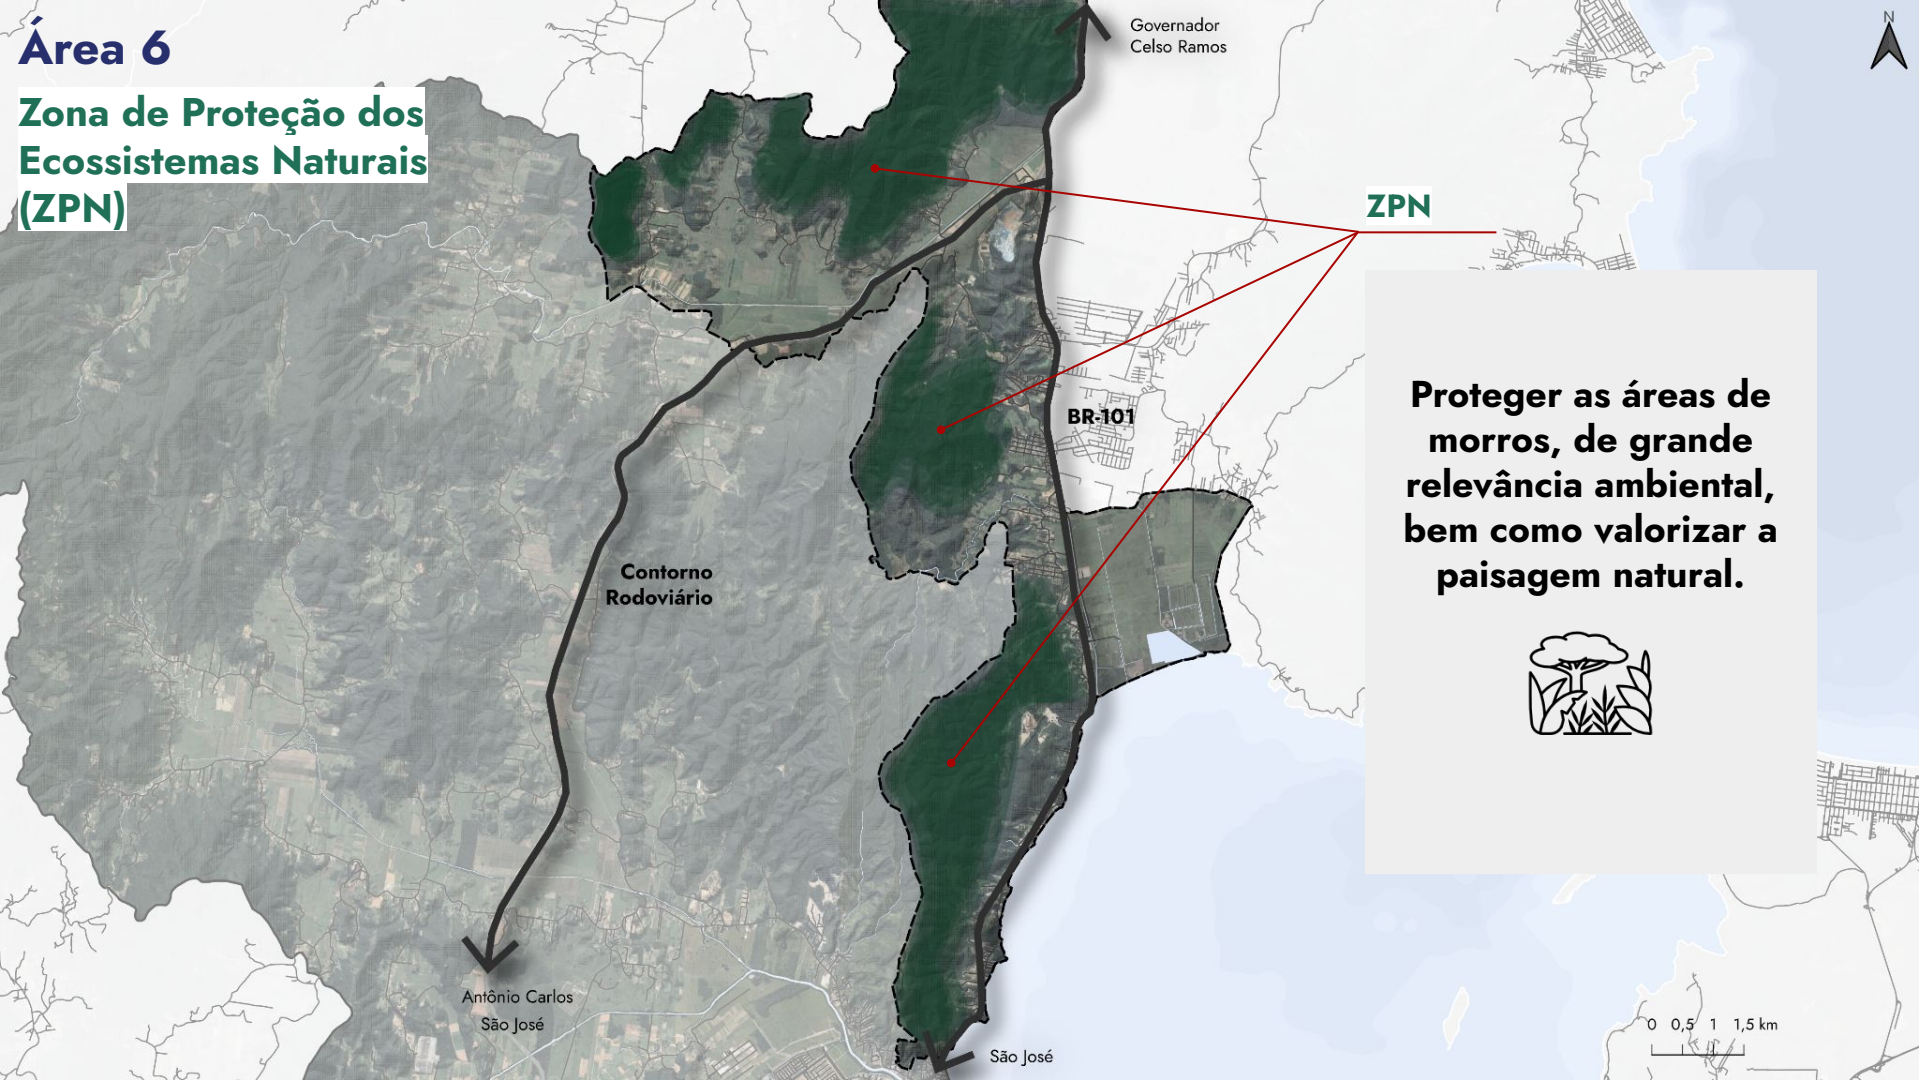 Área 6
Zona de Proteção dos
Ecossistemas Naturais
(ZPN)
Governador
Celso Ramos
N
ZPN
Proteger as áreas de
morros, de grande
relevância ambiental,
bem como valorizar a
paisagem natural.
BR-101
Contorno
Rodoviário
Antônio Carlos
São José
São José
0 0,5 1 1,5 km